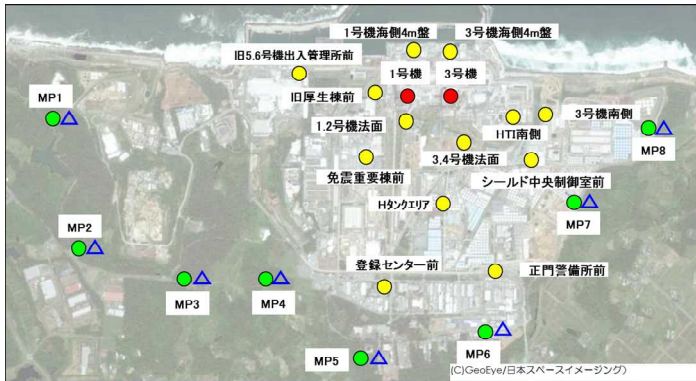 1号機海側4m盤
3号機海側4m盤
旧5.6号機出入管理所前
1号機
3号機
MP1
旧厚生棟前
3号機南側
1.2号機法面
HTI南側
MP8
3.4号機法面
免震重要棟前
シールド中央制御室前
Hタンクエリア
MP2
MP7
登録センター前
正門警備所前
MP3
MP4
MP5
MP6
(C)GeoEye/日本スペースイメージング)